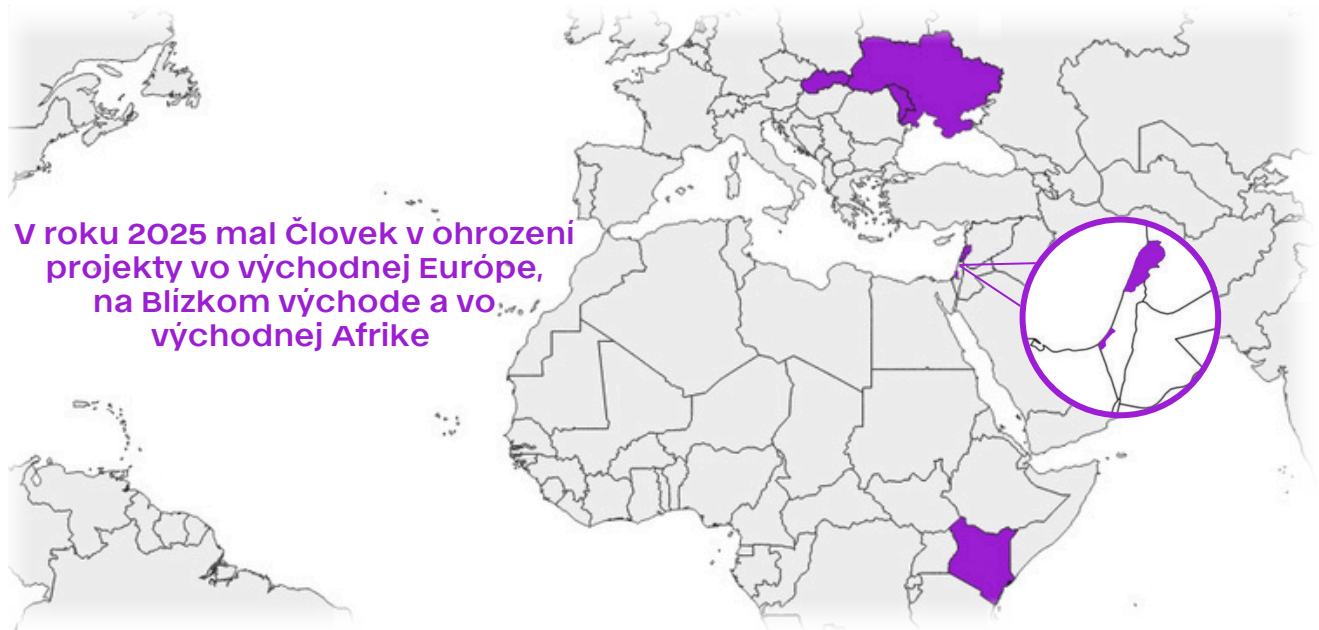 V roku 2025 mal Človek v ohrození
projekty vo východnej Európe,
na Blízkom východe a vo
východnej Afrike